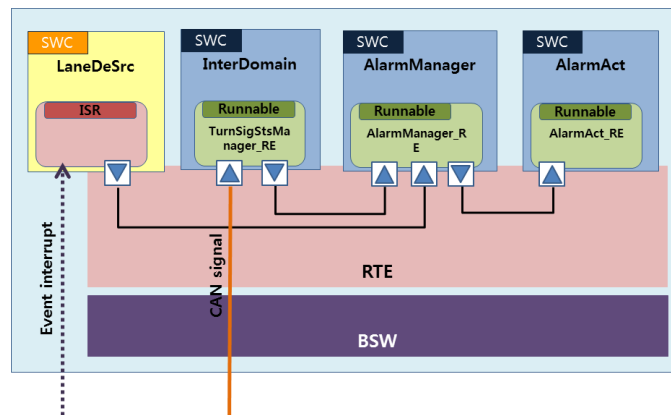 SWC
LaneDeSrc
ISR
SWC
InterDomain
Runnable
TurnSigStsMa
nager_RE
SWC
AlarmManager
Runnable
AlarmManager_R
E
SWC
AlarmAct
Runnable
AlarmAct_RE
Event interrupt
CAN signal
RTE
BSW